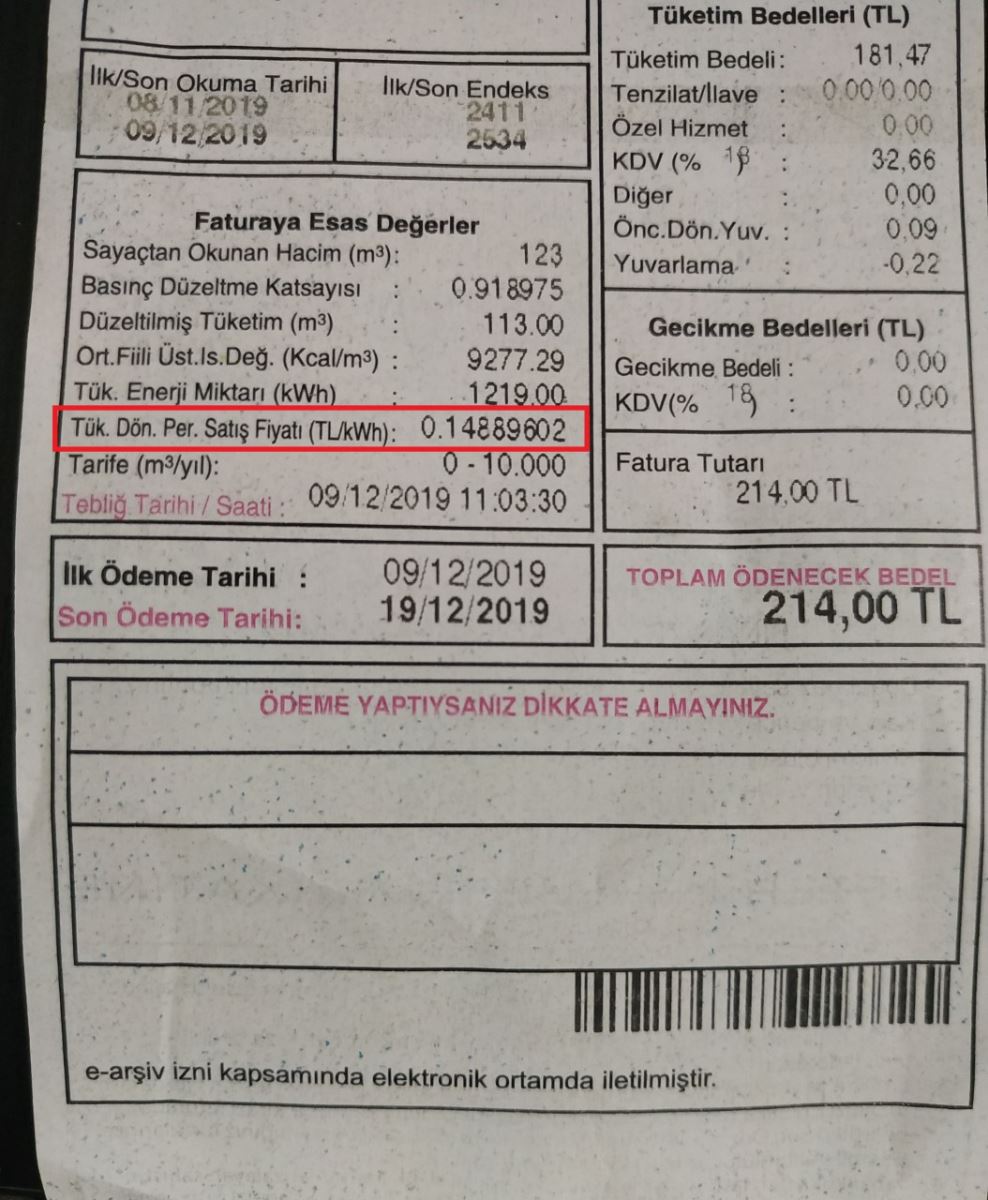 İlk/Son Okuma Tarihi
08/11/2019
09/12/2019
İlk/Son Endeks
2411
2534
Faturaya Esas Değerler
Sayaçtan Okunan Hacim (m³): 123
Basınç Düzeltme Katsayısı : 0.918975
Düzeltilmiş Tüketim (m³) : 113.00
Ort.Fiili Üst.Is.Değ. (Kcal/m³) : 9277.29
Tük. Enerji Miktarı (kWh) : 1219.00
Tük. Dön. Per. Satış Fiyatı (TL/kWh): 0.14889602
Tarife (m³/yıl): 0 - 10.000
Tebliğ Tarihi / Saati : 09/12/2019 11:03:30
İlk Ödeme Tarihi : 09/12/2019
Son Ödeme Tarihi: 19/12/2019
Tüketim Bedelleri (TL)
Tüketim Bedeli: 181,47
Tenzilat/İlave : 0.00/0.00
Özel Hizmet : 0.00
KDV (% 18) : 32,66
Diğer : 0,00
Önc.Dön.Yuv. : 0,09
Yuvarlama : -0,22
Gecikme Bedelleri (TL)
Gecikme Bedeli : 0,00
KDV(% 18) : 0,00
Fatura Tutarı
214,00 TL
TOPLAM ÖDENECEK BEDEL
214,00 TL
ÖDEME YAPTIYSANIZ DİKKATE ALMAYINIZ.
e-arşiv izni kapsamında elektronik ortamda iletilmiştir.